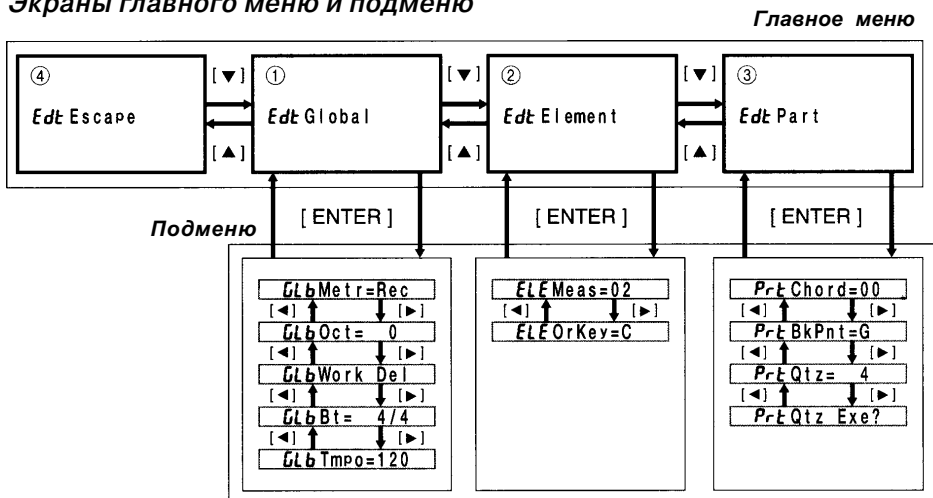 Экраны главного меню и подменю
Главное меню
④ [▼] ① [▼] ② [▼] ③
Edt Escape Edt Global Edt Element Edt Part
[▲] [▲] [▲]
Подменю [ ENTER ] [ ENTER ] [ ENTER ]
GLb Metr=Rec ELE Meas=02 Prt Chord=00
[◄] [►] [◄] [►] [◄] [►]
GLb Oct= 0 ELE OrKey=C Prt BkPnt=G
[◄] [►] [◄] [►]
GLb Work Del Prt Qtz= 4
[◄] [►] [◄] [►]
GLb Bt= 4/4 Prt Qtz Exe?
[◄] [►]
GLb Tmpo=120